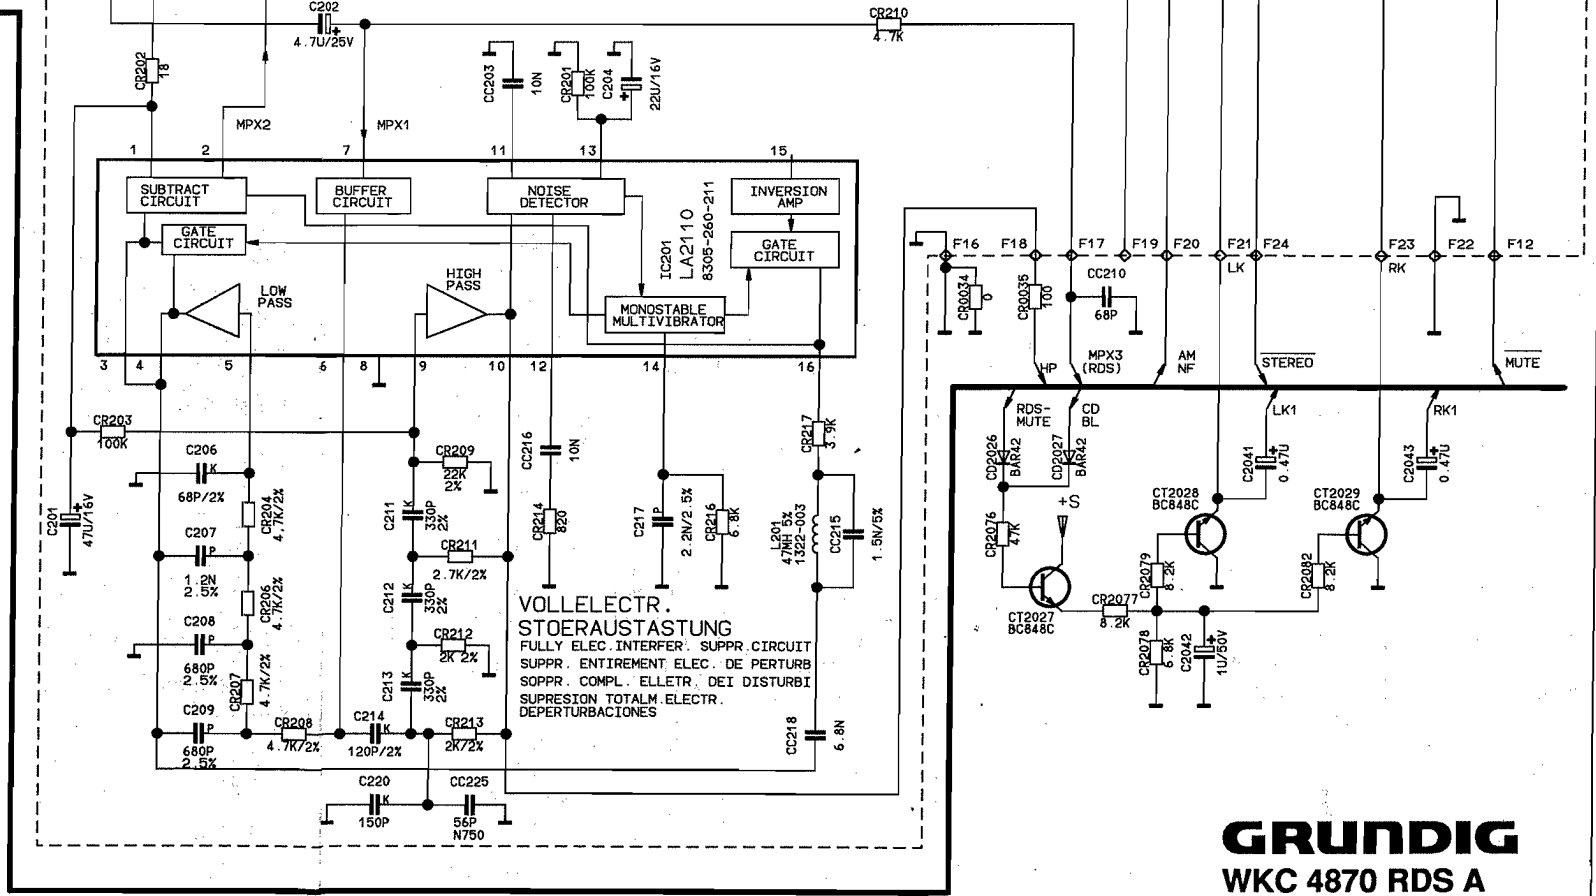 C202
4.7U/25V
CR210
4.7K
CR202
18
CC203
10N
CR201
100K
C204
22U/16V
MPX2
MPX1
1
2
7
11
13
15
SUBTRACT
CIRCUIT
BUFFER
CIRCUIT
NOISE
DETECTOR
INVERSION
AMP
GATE
CIRCUIT
IC201
LA2110
8305-260-211
GATE
CIRCUIT
LOW
PASS
HIGH
PASS
MONOSTABLE
MULTIVIBRATOR
3
4
5
6
8
9
10
12
14
16
F16
F18
F17
F19
F20
F21
F24
F23
F22
F12
LK
RK
CR0034
0
CR0035
100
CC210
68P
HP
MPX3
(RDS)
AM
NF
STEREO
MUTE
RDS-
MUTE
CD
BL
LK1
RK1
CR203
100K
C206
K
68P/2%
CR204
4.7K/2%
C201
47U/16V
C207
P
1.2N
2.5%
CR206
4.7K/2%
C208
P
680P
2.5%
CR207
4.7K/2%
C209
P
680P
2.5%
CR208
4.7K/2%
C214
K
120P/2%
CR213
2K/2%
C220
K
150P
CC225
56P
N750
CR209
22K
2%
C211
K
330P
2%
CR211
2.7K/2%
C212
K
330P
2%
CR212
2K 2%
C213
K
330P
2%
CC216
10N
CR214
820
C217
P
2.2N/2.5%
CR216
6.8K
CR217
3.9K
L201
47MH 5%
1322-003
CC215
1.5N/5%
CC218
6.8N
VOLLELECTR.
STOERAUSTASTUNG
FULLY ELEC.INTERFER. SUPPR.CIRCUIT
SUPPR. ENTIREMENT ELEC. DE PERTURB
SOPPR. COMPL. ELLETR. DEI DISTURBI
SUPRESION TOTALM.ELECTR.
DEPERTURBACIONES
CD2026
BAR42
CD2027
BAR42
+S
CR2076
47K
CT2027
BC848C
CR2077
8.2K
CR2079
8.2K
CR2078
6.8K
C2042
1U/50V
CT2028
BC848C
C2041
0.47U
CT2029
BC848C
C2043
0.47U
CR2082
8.2K
GRUNDIG
WKC 4870 RDS A